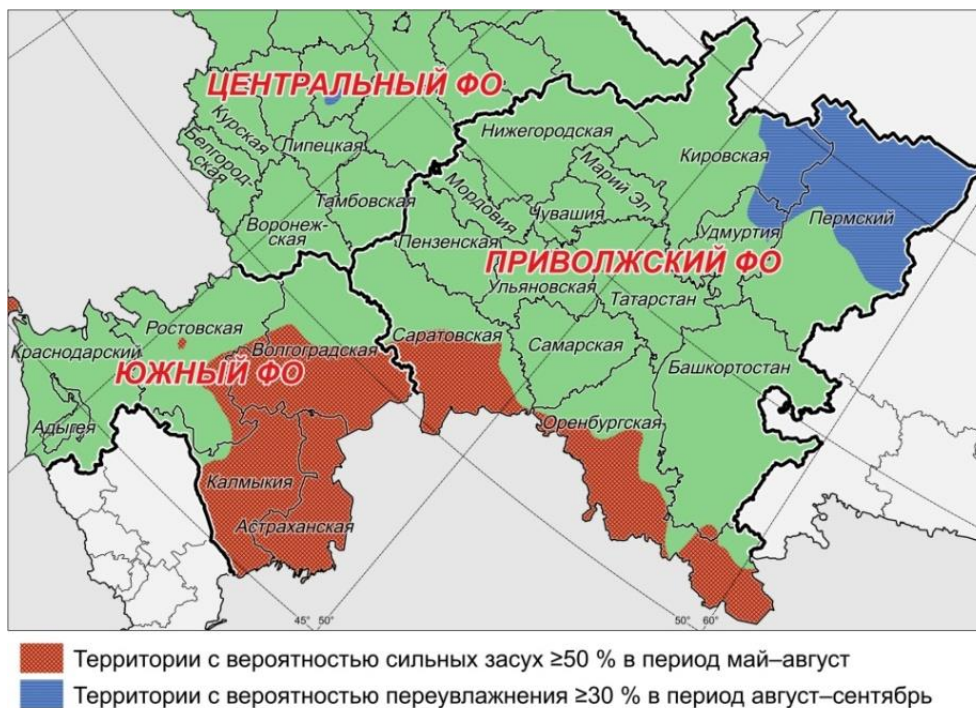 ЦЕНТРАЛЬНЫЙ ФО
Нижегородская
Курская
Липецкая
Кировская
Белгород-
ская
Марий Эл
Мордовия
Тамбовская
Чувашия
Пермский
Воронеж-
ская
Удмуртия
Пензенская
ПРИВОЛЖСКИЙ ФО
Ульяновская
Татарстан
Ростовская
Саратовская
Самарская
Краснодарский
Волгоградская
Башкортостан
ЮЖНЫЙ ФО
Адыгея
Оренбургская
Калмыкия
Астраханская
45° 50°
50° 60°
Территории с вероятностью сильных засух ≥50 % в период май–август
Территории с вероятностью переувлажнения ≥30 % в период август–сентябрь